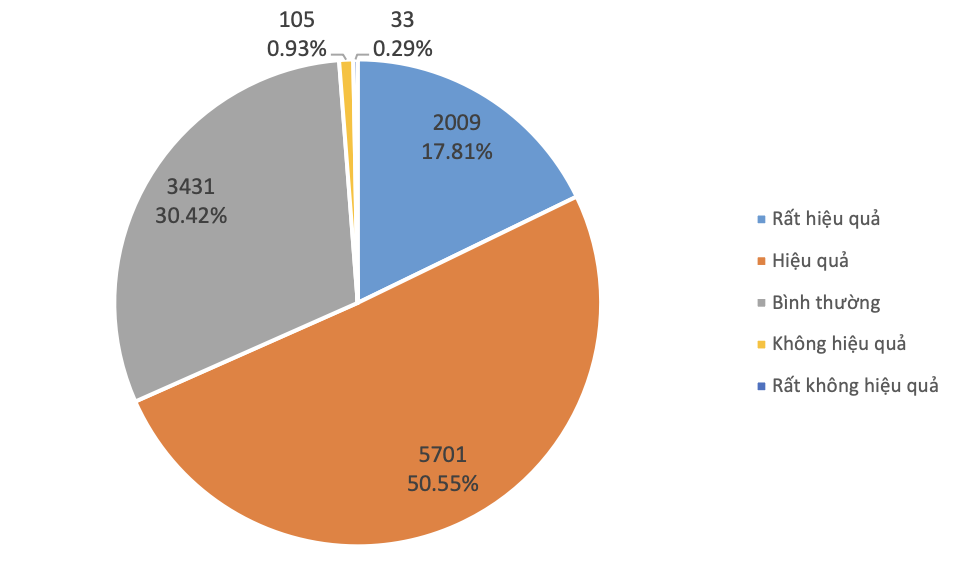 105
0.93%
33
0.29%
2009
17.81%
3431
30.42%
5701
50.55%
Rất hiệu quả
Hiệu quả
Bình thường
Không hiệu quả
Rất không hiệu quả